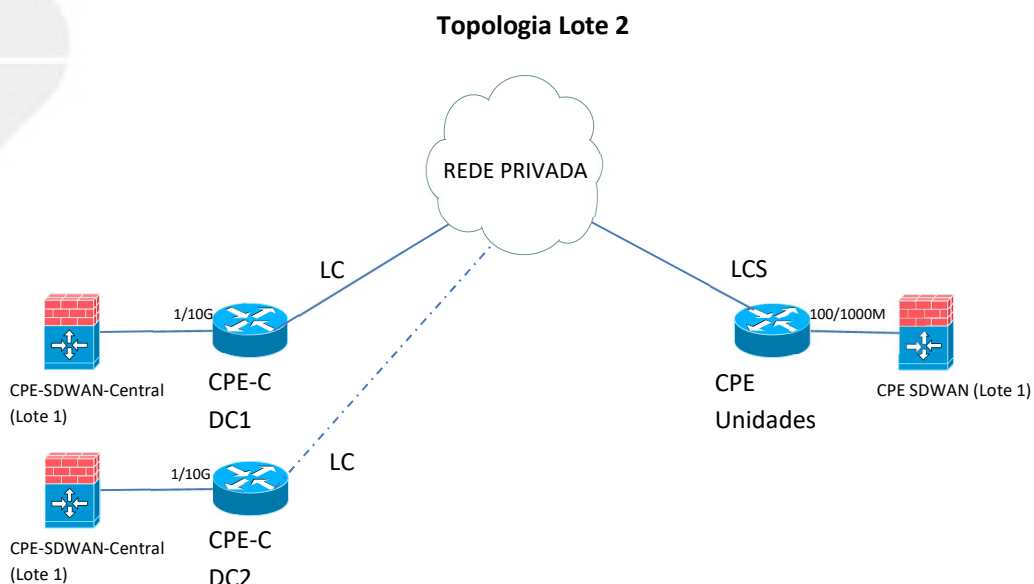 Topologia Lote 2
REDE PRIVADA
LC
LCS
1/10G
100/1000M
CPE-SDWAN-Central
(Lote 1)
CPE-C
DC1
CPE
Unidades
CPE SDWAN (Lote 1)
1/10G
LC
CPE-SDWAN-Central
(Lote 1)
CPE-C
DC2